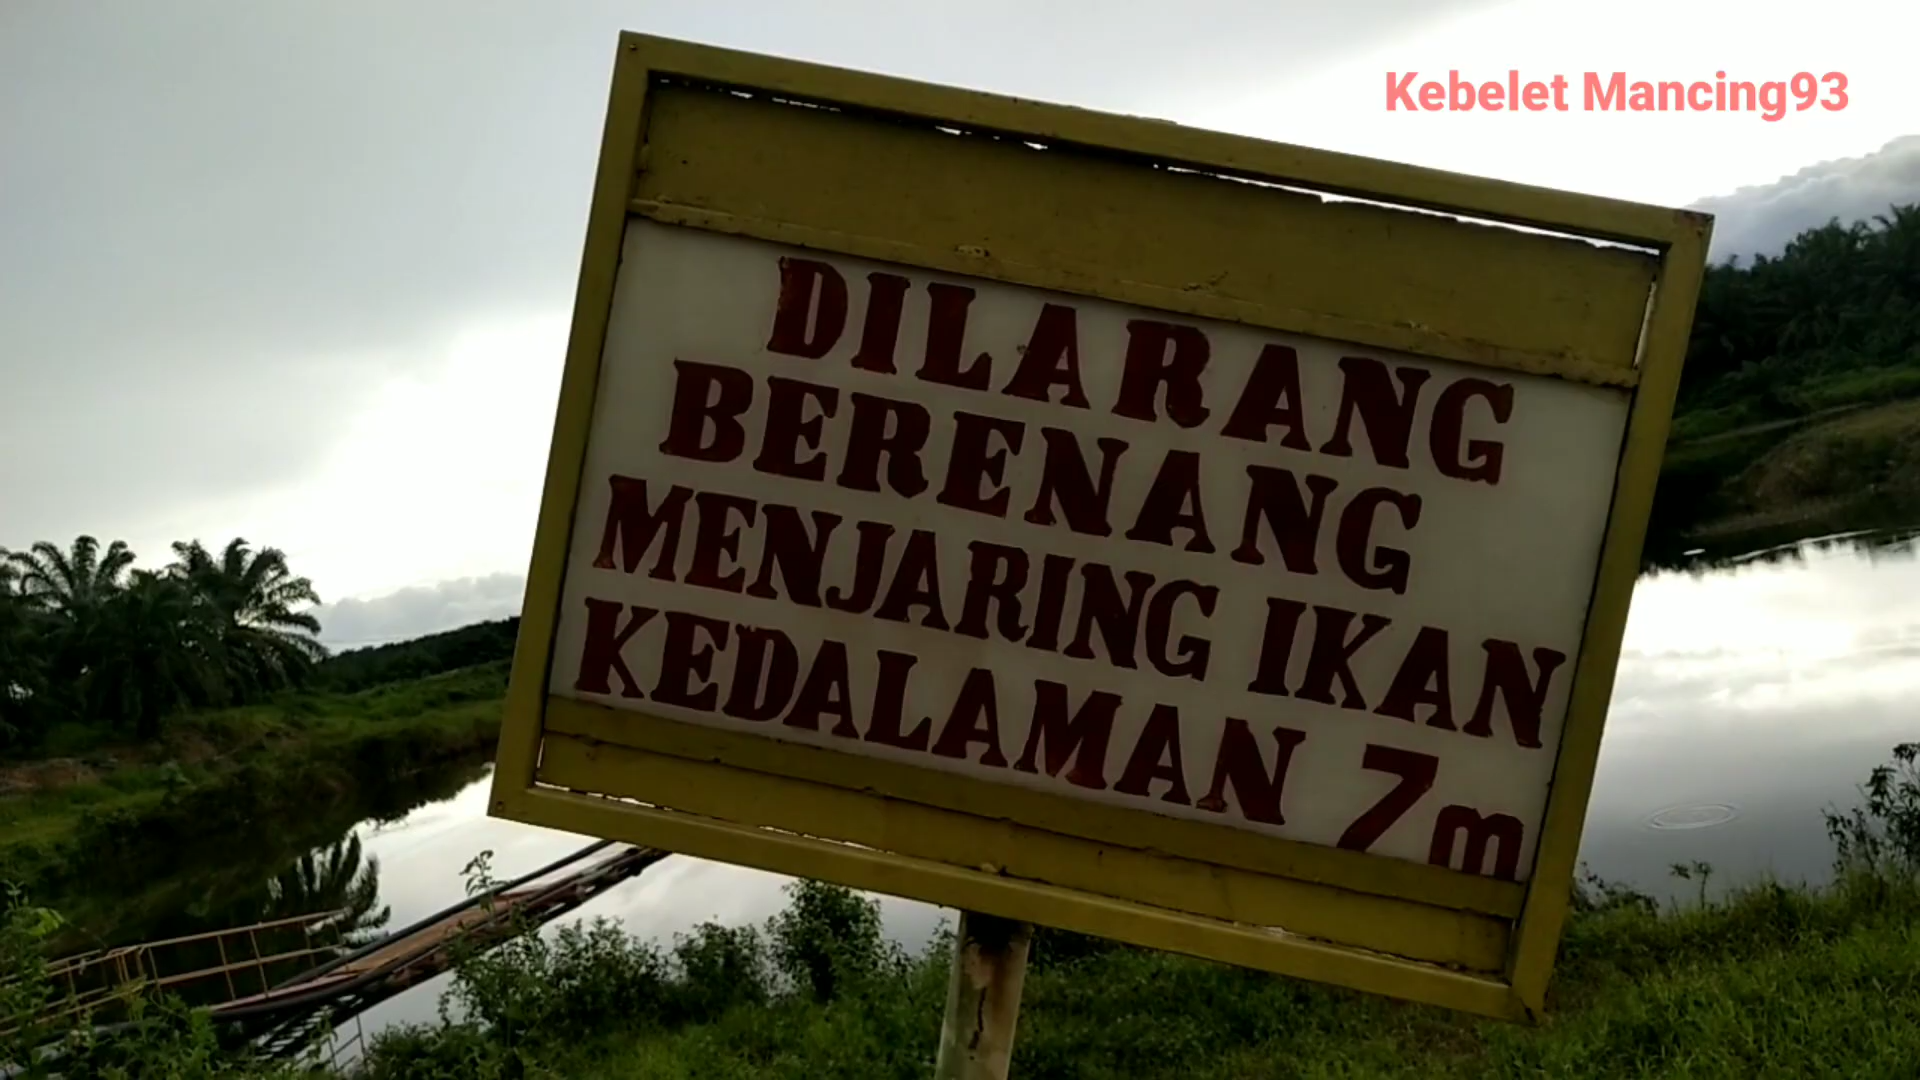 Kebelet Mancing93
DILARANG
BERENANG
MENJARING IKAN
KEDALAMAN 7m